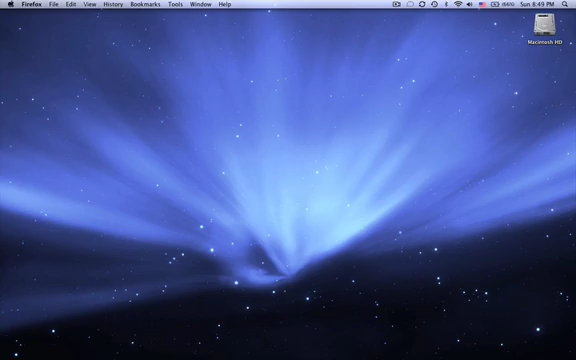 Firefox File Edit View History Bookmarks Tools Window Help Sun 8:49 PM
Macintosh HD